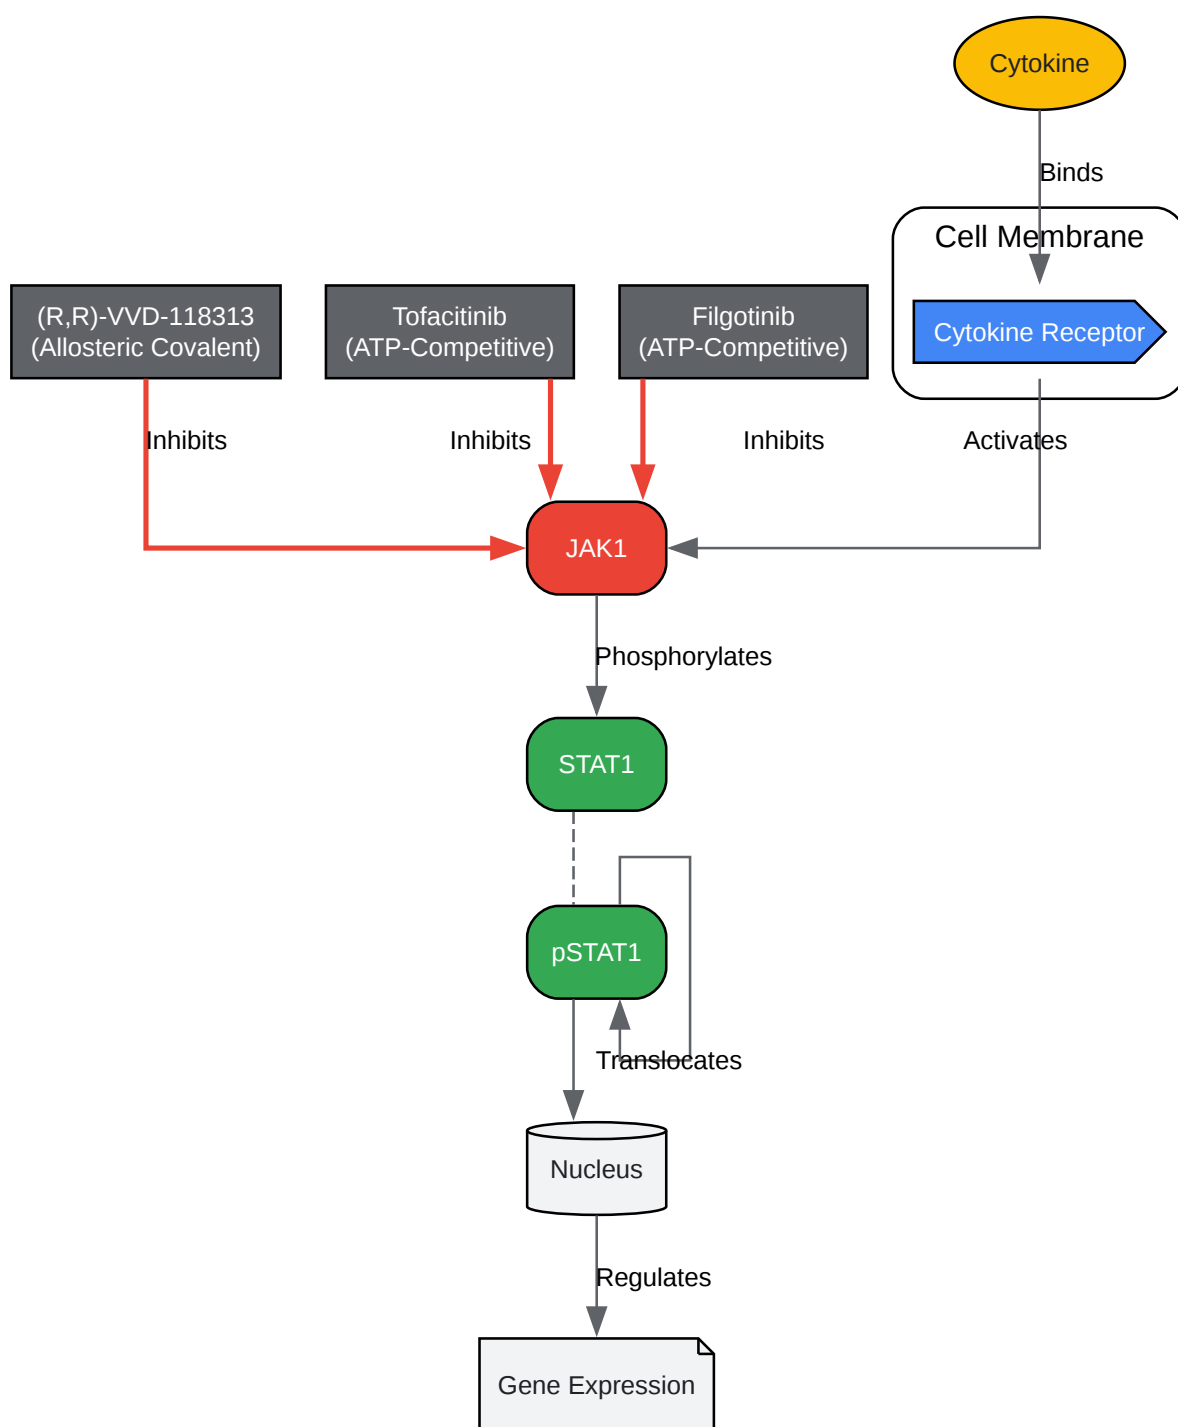 Cytokine
Binds
Cell Membrane
(R,R)-VVD-118313
(Allosteric Covalent)
Tofacitinib
(ATP-Competitive)
Filgotinib
(ATP-Competitive)
Cytokine Receptor
Inhibits
Inhibits
Inhibits
Activates
JAK1
Phosphorylates
STAT1
pSTAT1
Translocates
Nucleus
Regulates
Gene Expression